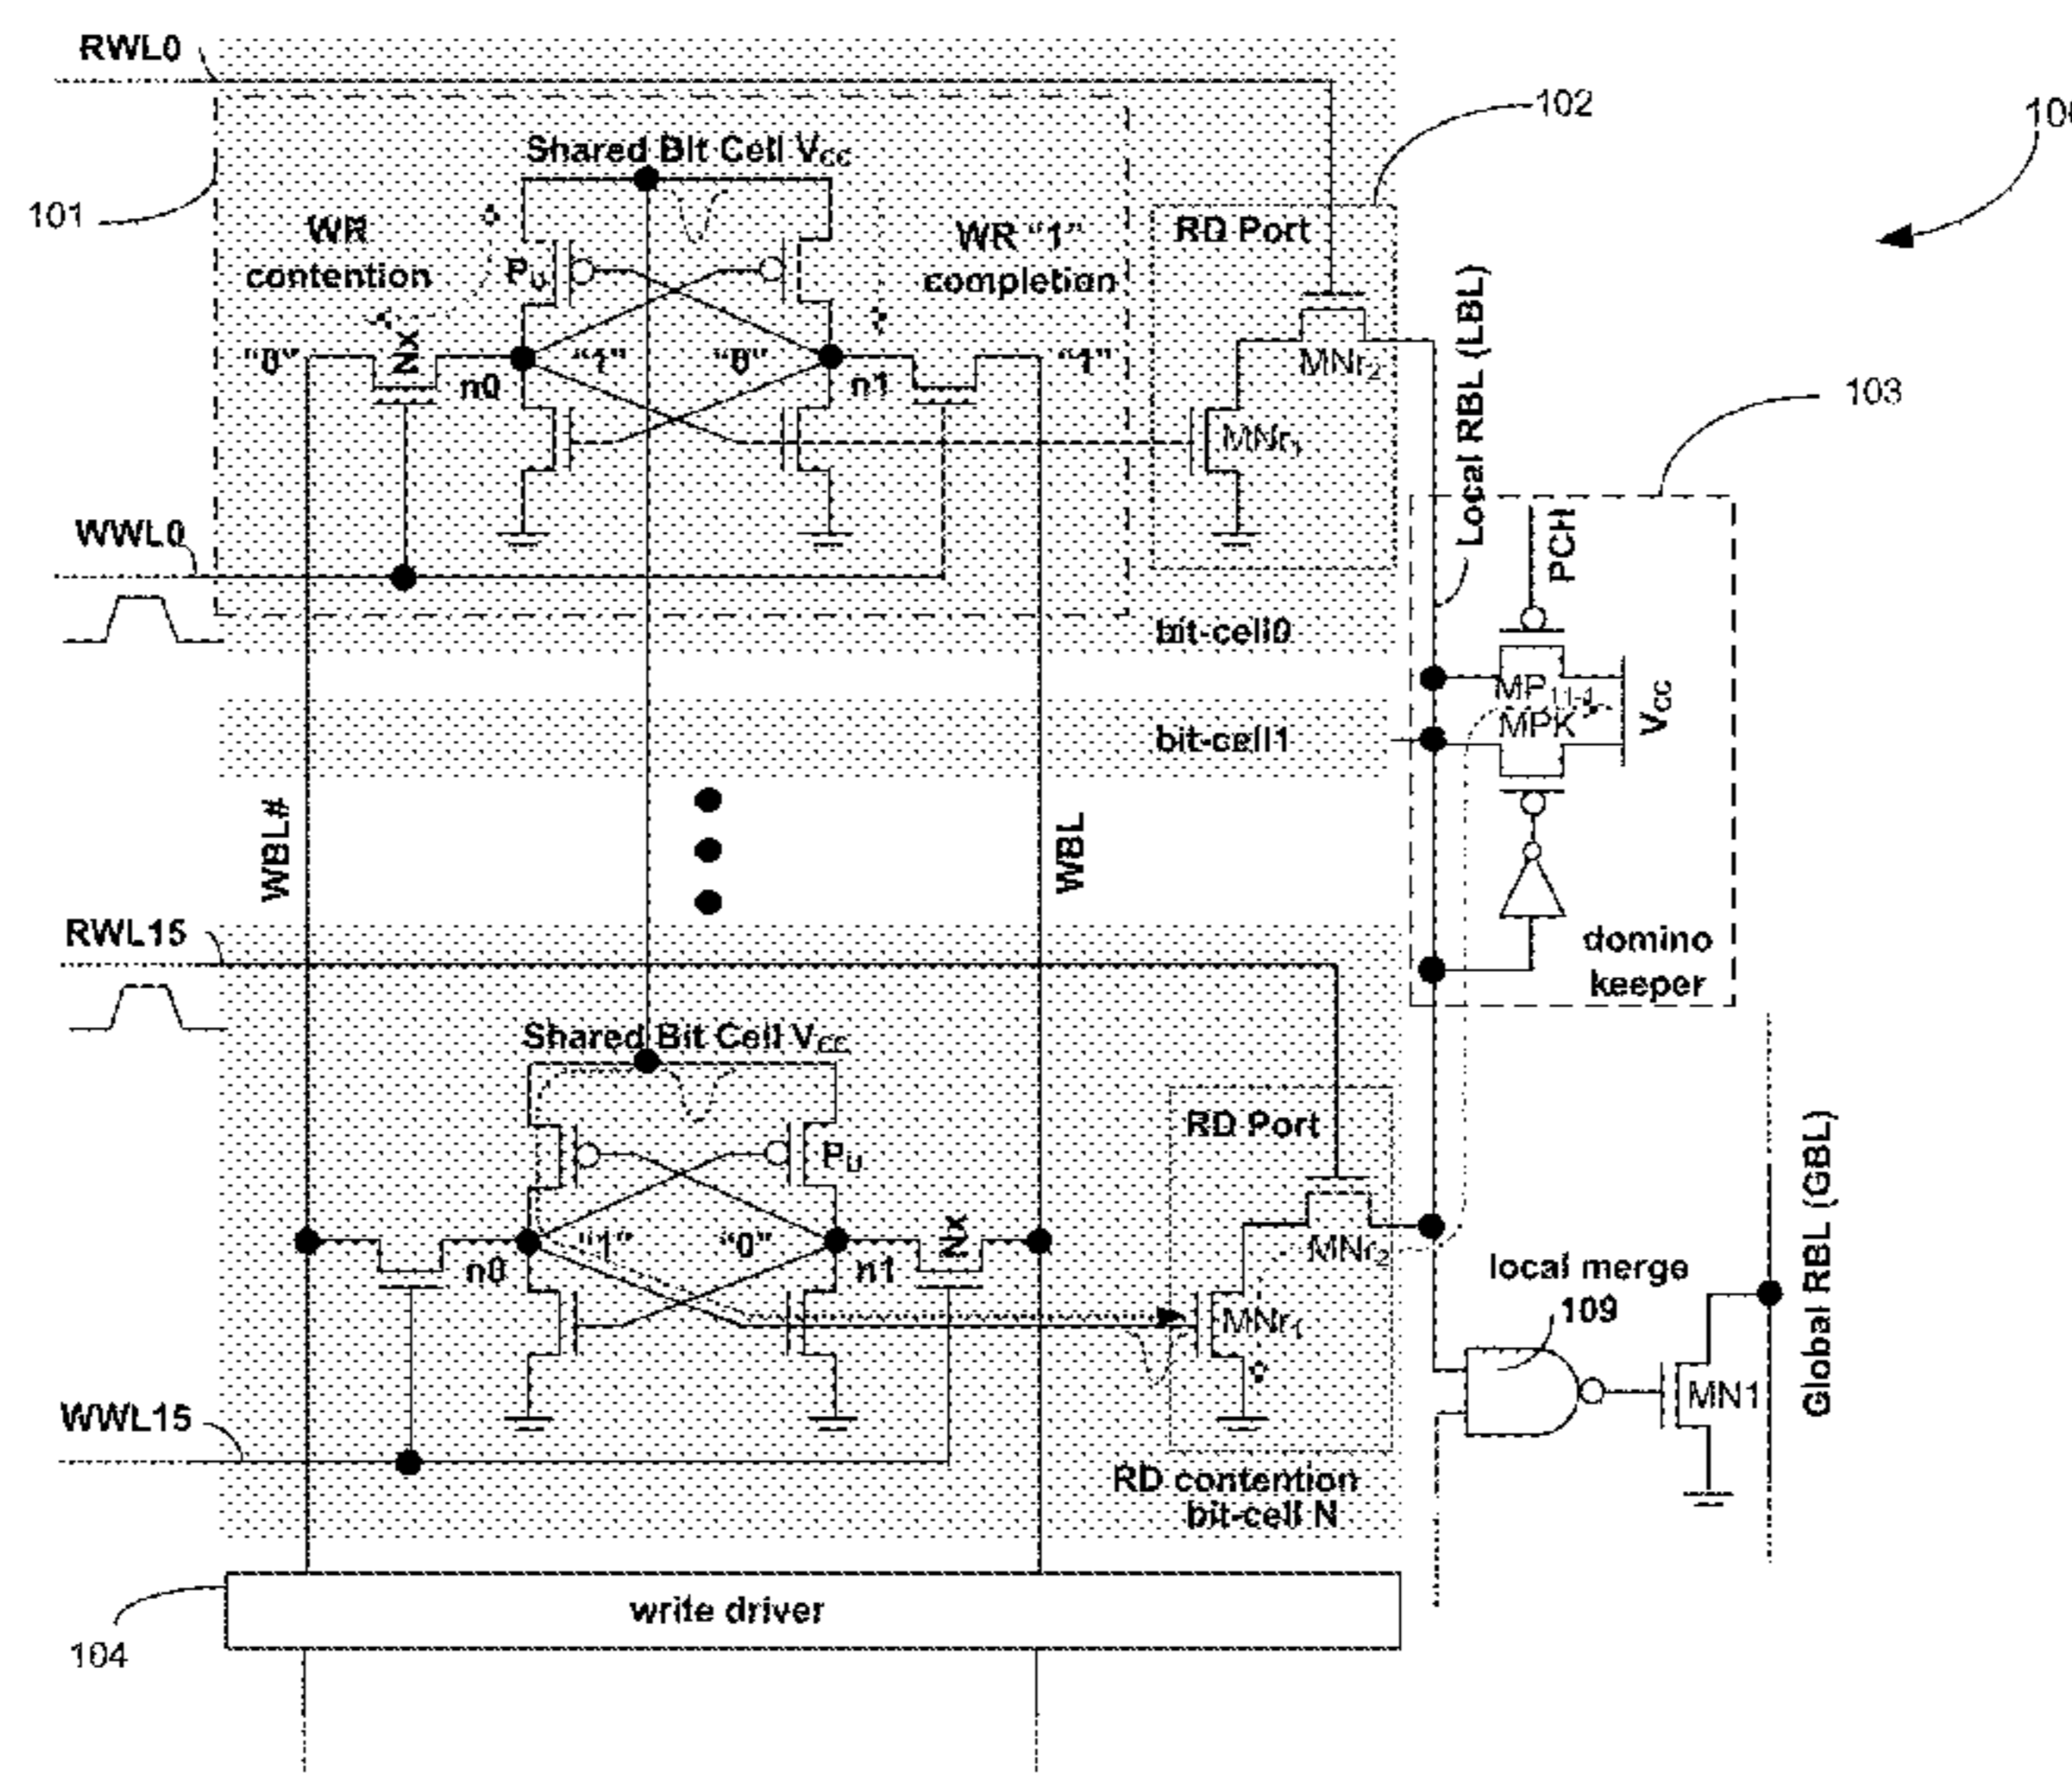 RWL0
102
10
Shared Bit Cell VCC
101
WR
contention
PU
WR "1"
completion
RD Port
Local RBL (LBL)
"0"
Nx
n0
"1"
"0"
n1
"1"
MNr2
103
MNr1
WWL0
PCH
bit-cell0
MP
MPK
VCC
bit-cell1
WBL#
WBL
RWL15
domino
keeper
Shared Bit Cell VCC
RD Port
PU
Global RBL (GBL)
n0
"1"
"0"
n1
Nx
MNr2
local merge
109
MNr1
MN1
WWL15
RD contention
bit-cell N
write driver
104